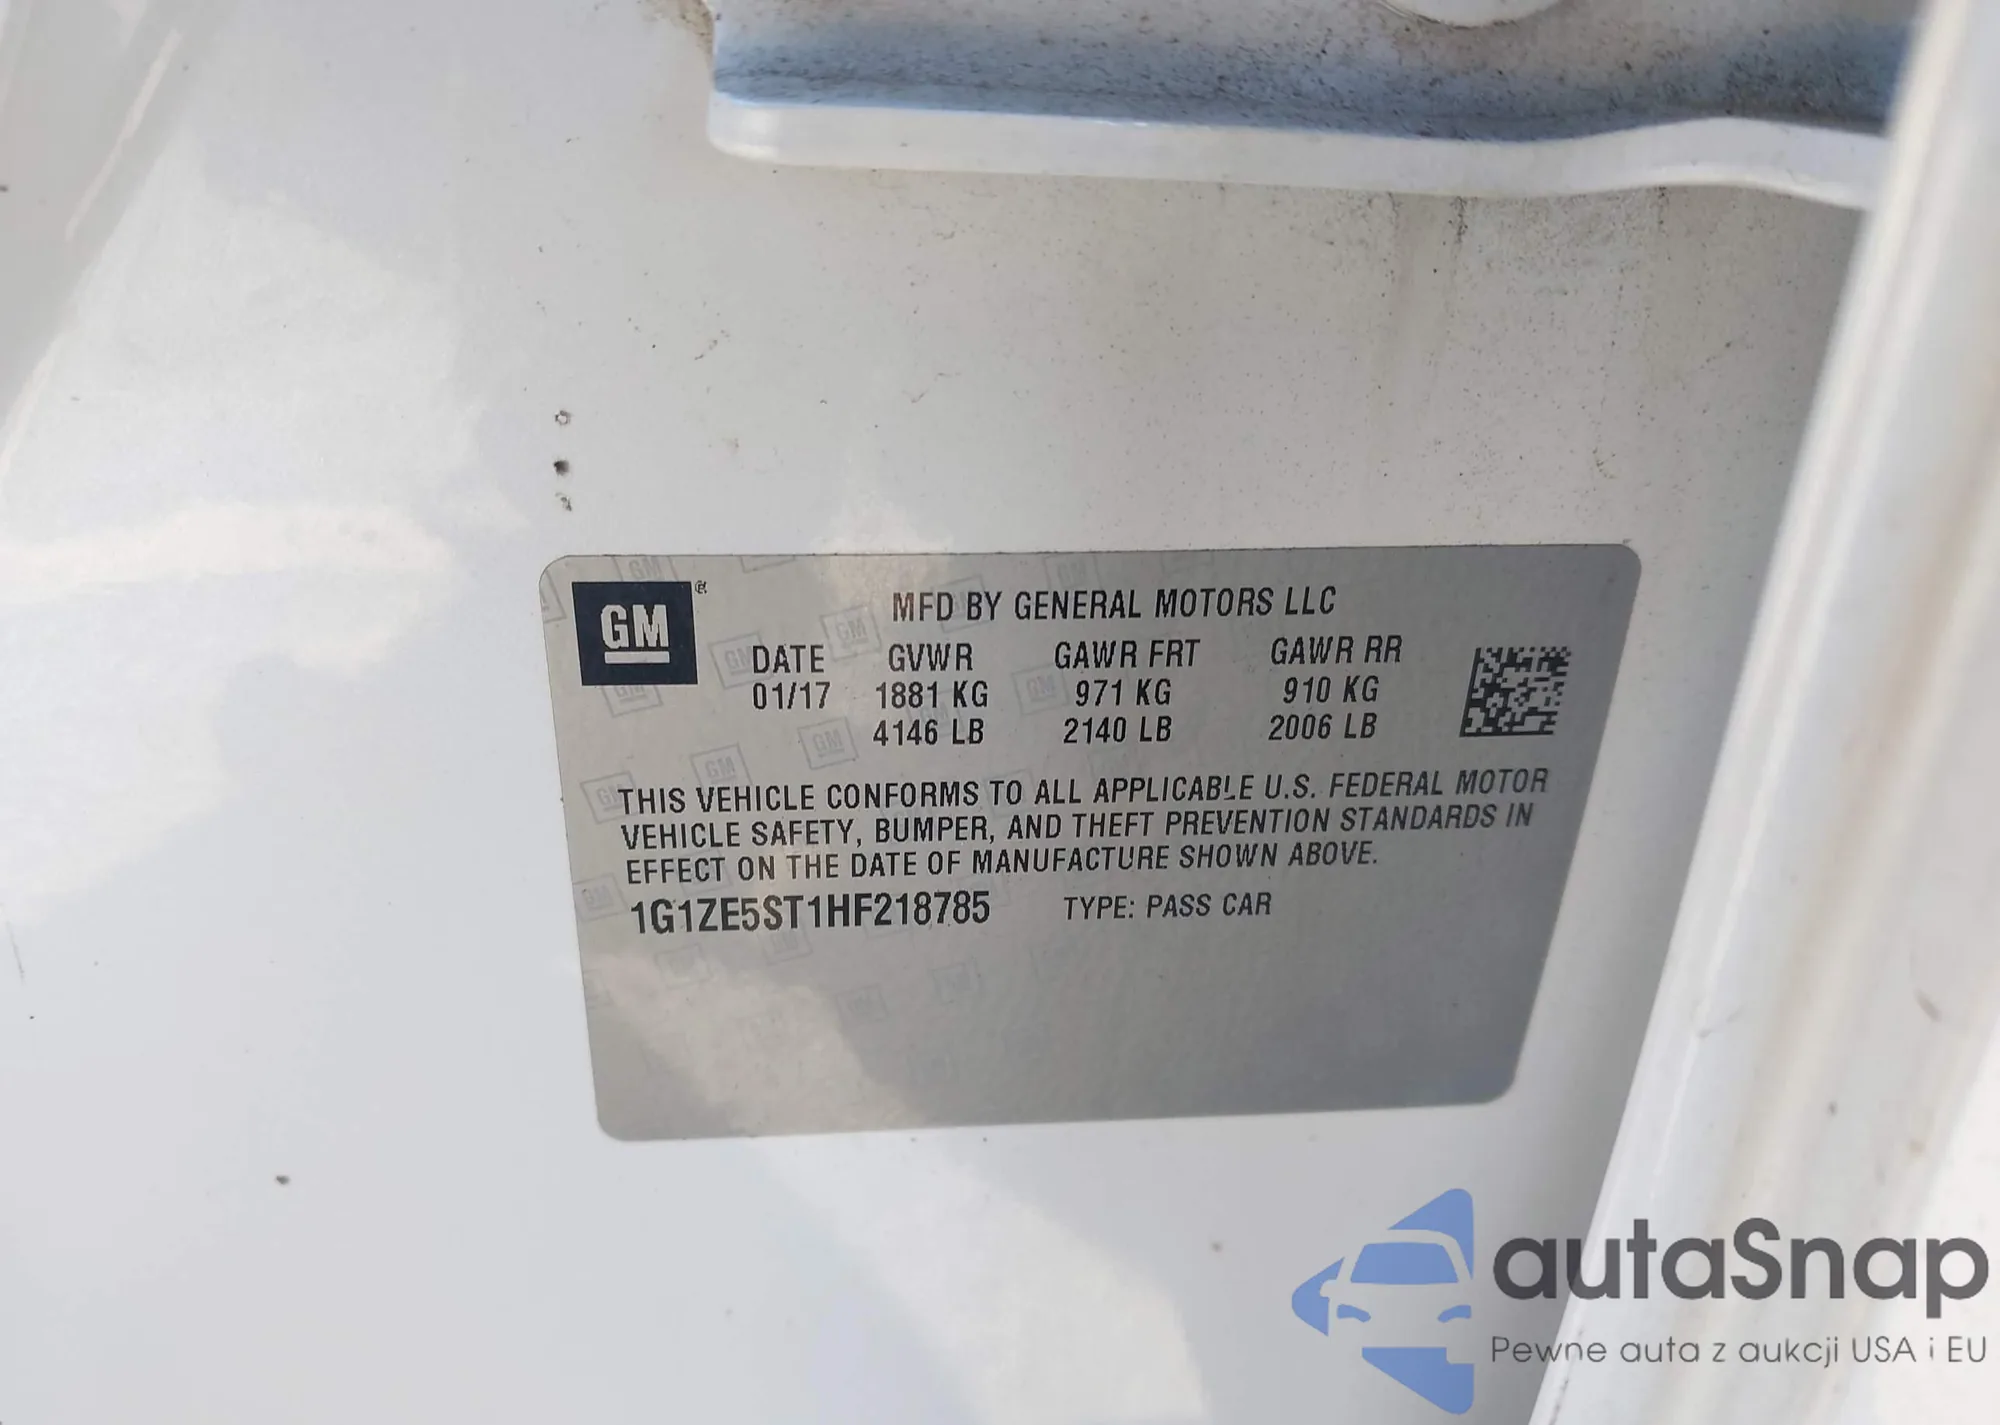 GM ®
MFD BY GENERAL MOTORS LLC
DATE GVWR GAWR FRT GAWR RR
01/17 1881 KG 971 KG 910 KG
4146 LB 2140 LB 2006 LB
THIS VEHICLE CONFORMS TO ALL APPLICABLE U.S. FEDERAL MOTOR
VEHICLE SAFETY, BUMPER, AND THEFT PREVENTION STANDARDS IN
EFFECT ON THE DATE OF MANUFACTURE SHOWN ABOVE.
1G1ZE5ST1HF218785 TYPE: PASS CAR
autaSnap
Pewne auta z aukcji USA i EU